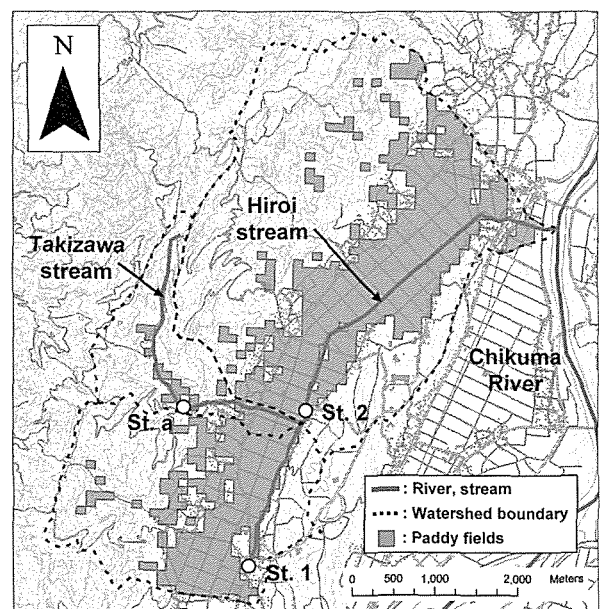 N
Hiroi
stream
Takizawa
stream
Chikuma
River
St. a
St. 2
St. 1
: River, stream
: Watershed boundary
: Paddy fields
0 500 1,000 2,000 Meters